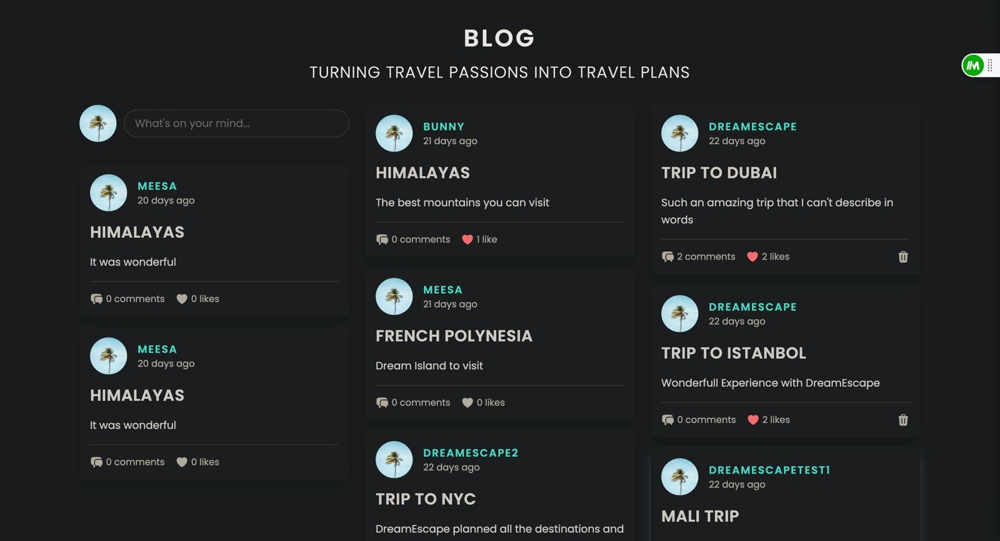 BLOG
TURNING TRAVEL PASSIONS INTO TRAVEL PLANS
What's on your mind...
MEESA
20 days ago
HIMALAYAS
It was wonderful
0 comments 0 likes
MEESA
20 days ago
HIMALAYAS
It was wonderful
0 comments 0 likes
BUNNY
21 days ago
HIMALAYAS
The best mountains you can visit
0 comments 1 like
MEESA
21 days ago
FRENCH POLYNESIA
Dream Island to visit
0 comments 0 likes
DREAMESCAPE2
22 days ago
TRIP TO NYC
DreamEscape planned all the destinations and
DREAMESCAPE
22 days ago
TRIP TO DUBAI
Such an amazing trip that I can't describe in
words
2 comments 2 likes
DREAMESCAPE
22 days ago
TRIP TO ISTANBOL
Wonderfull Experience with DreamEscape
0 comments 2 likes
DREAMESCAPETEST1
22 days ago
MALI TRIP